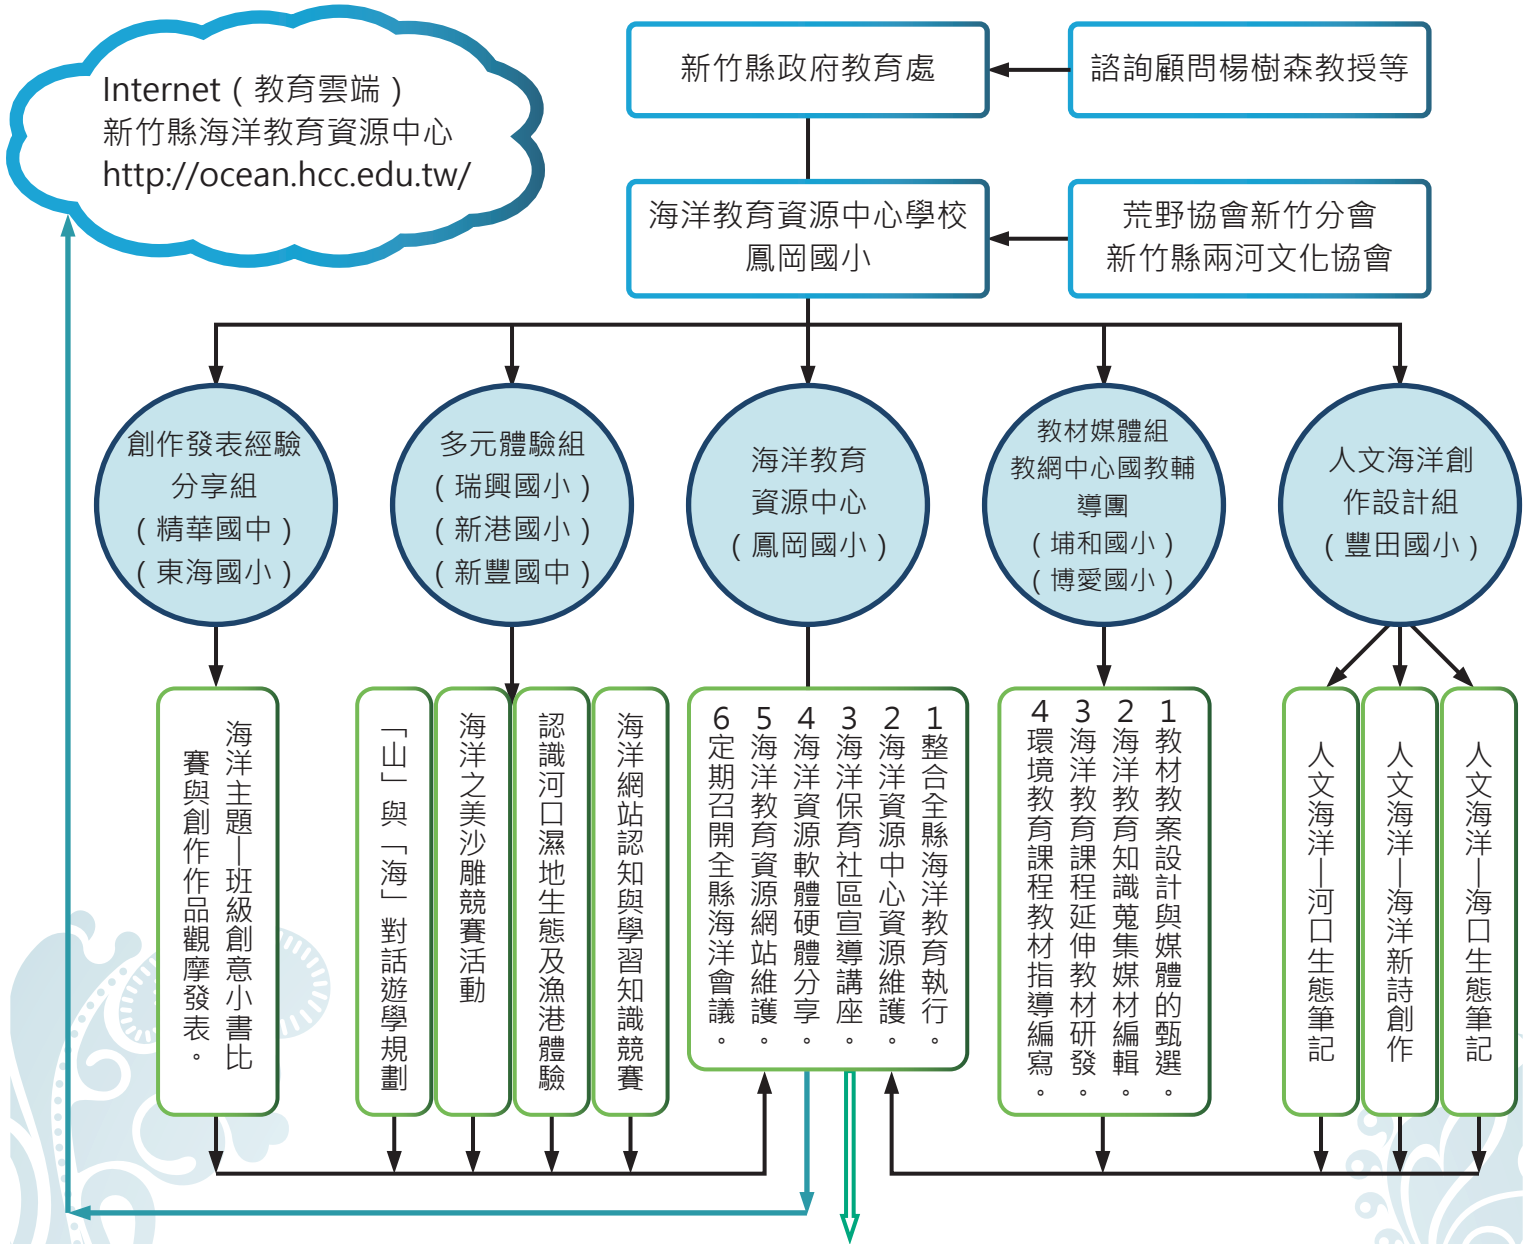 Internet（教育雲端）
新竹縣海洋教育資源中心
http://ocean.hcc.edu.tw/
新竹縣政府教育處
諮詢顧問楊樹森教授等
海洋教育資源中心學校
鳳岡國小
荒野協會新竹分會
新竹縣兩河文化協會
創作發表經驗
分享組
（精華國中）
（東海國小）
多元體驗組
（瑞興國小）
（新港國小）
（新豐國中）
海洋教育
資源中心
（鳳岡國小）
教材媒體組
教網中心國教輔
導團
（埔和國小）
（博愛國小）
人文海洋創
作設計組
（豐田國小）
海洋主題—班級創意小書比
賽與創作作品觀摩發表。
「山」與「海」對話遊學規劃
海洋之美沙雕競賽活動
認識河口濕地生態及漁港體驗
海洋網站認知與學習知識競賽
1整合全縣海洋教育執行。
2海洋資源中心資源維護。
3海洋保育社區宣導講座。
4海洋資源軟體硬體分享。
5海洋教育資源網站維護。
6定期召開全縣海洋會議。
1教材教案設計與媒體的甄選。
2海洋教育知識蒐集媒材編輯。
3海洋教育課程延伸教材研發。
4環境教育課程教材指導編寫。
人文海洋—河口生態筆記
人文海洋—海洋新詩創作
人文海洋—海口生態筆記